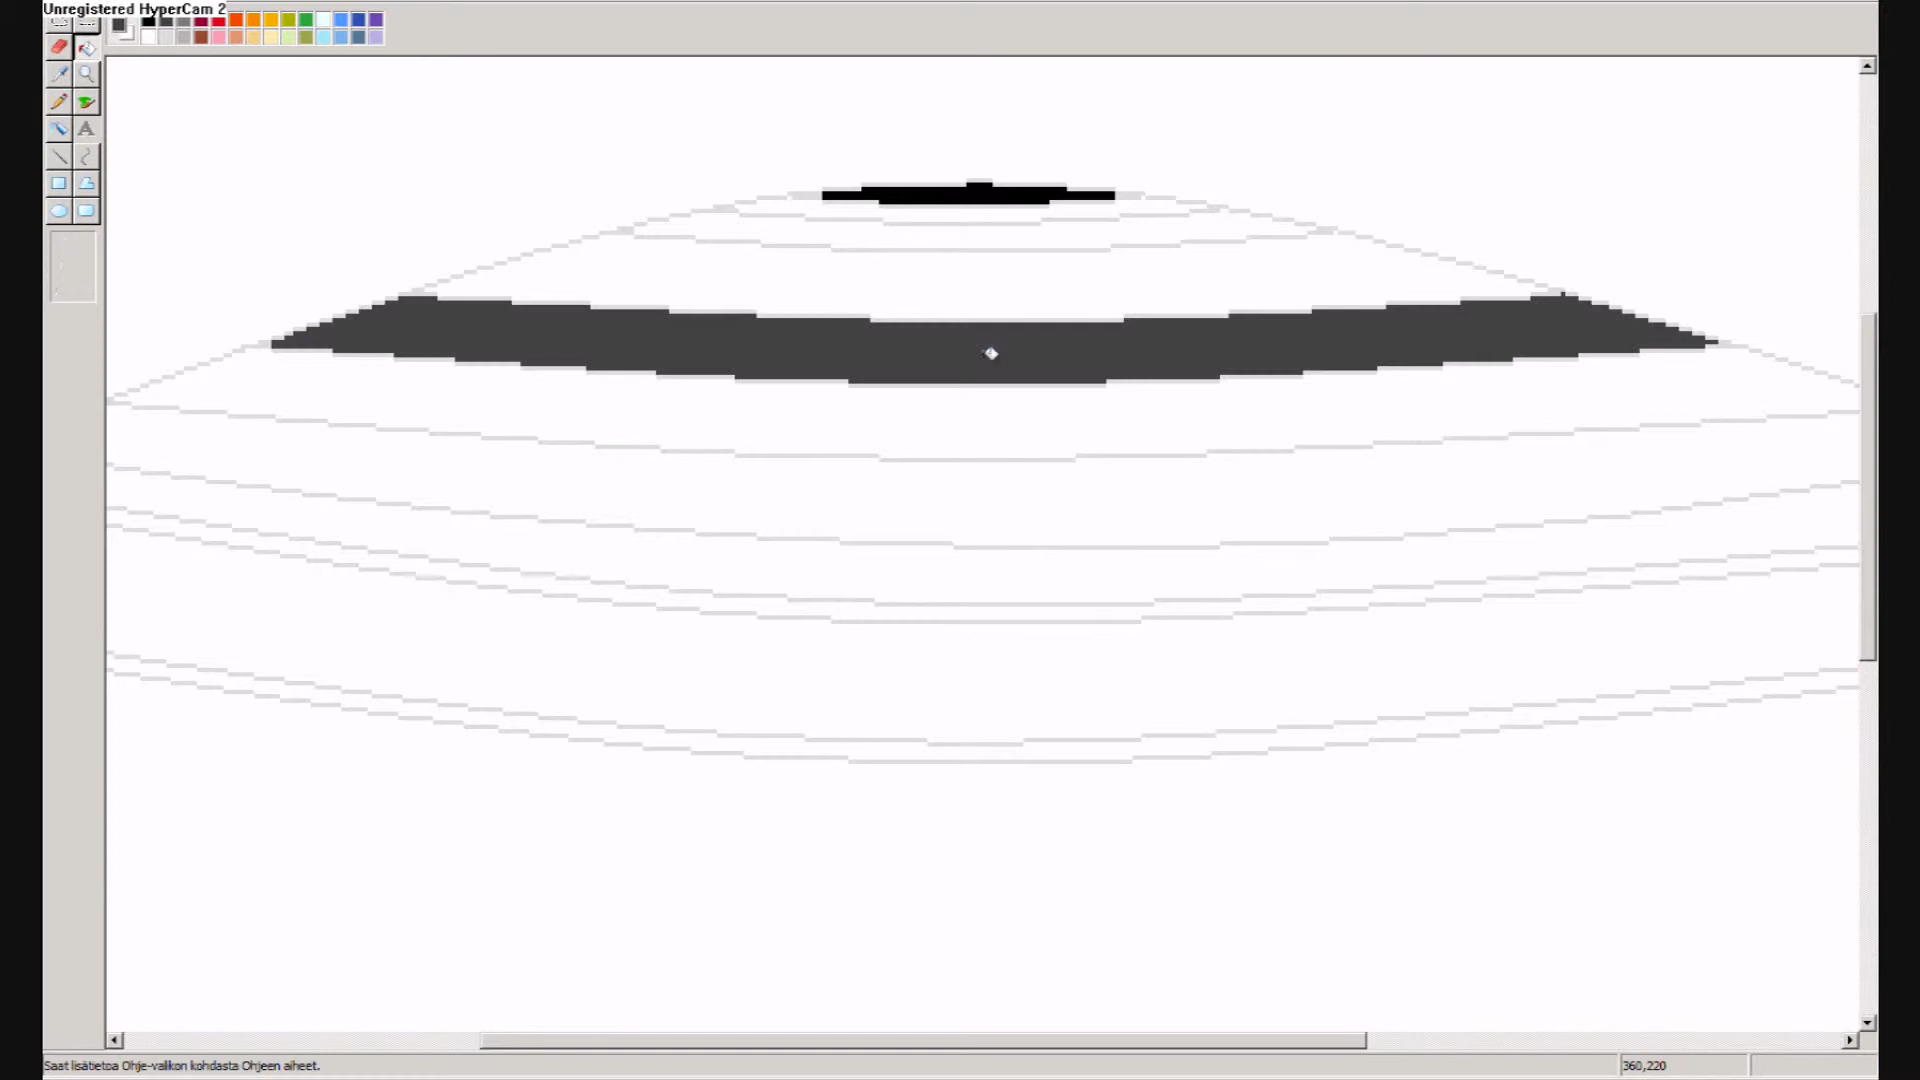 Unregistered HyperCam 2
A
Saat lisätietoa Ohje-valikon kohdasta Ohjeen aiheet.
360,220